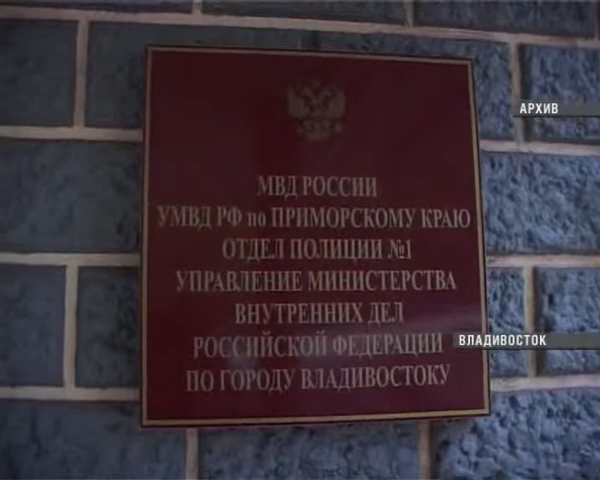 АРХИВ
МВД РОССИИ
УМВД РФ по ПРИМОРСКОМУ КРАЮ
ОТДЕЛ ПОЛИЦИИ №1
УПРАВЛЕНИЕ МИНИСТЕРСТВА
ВНУТРЕННИХ ДЕЛ
РОССИЙСКОЙ ФЕДЕРАЦИИ
ПО ГОРОДУ ВЛАДИВОСТОКУ
ВЛАДИВОСТОК